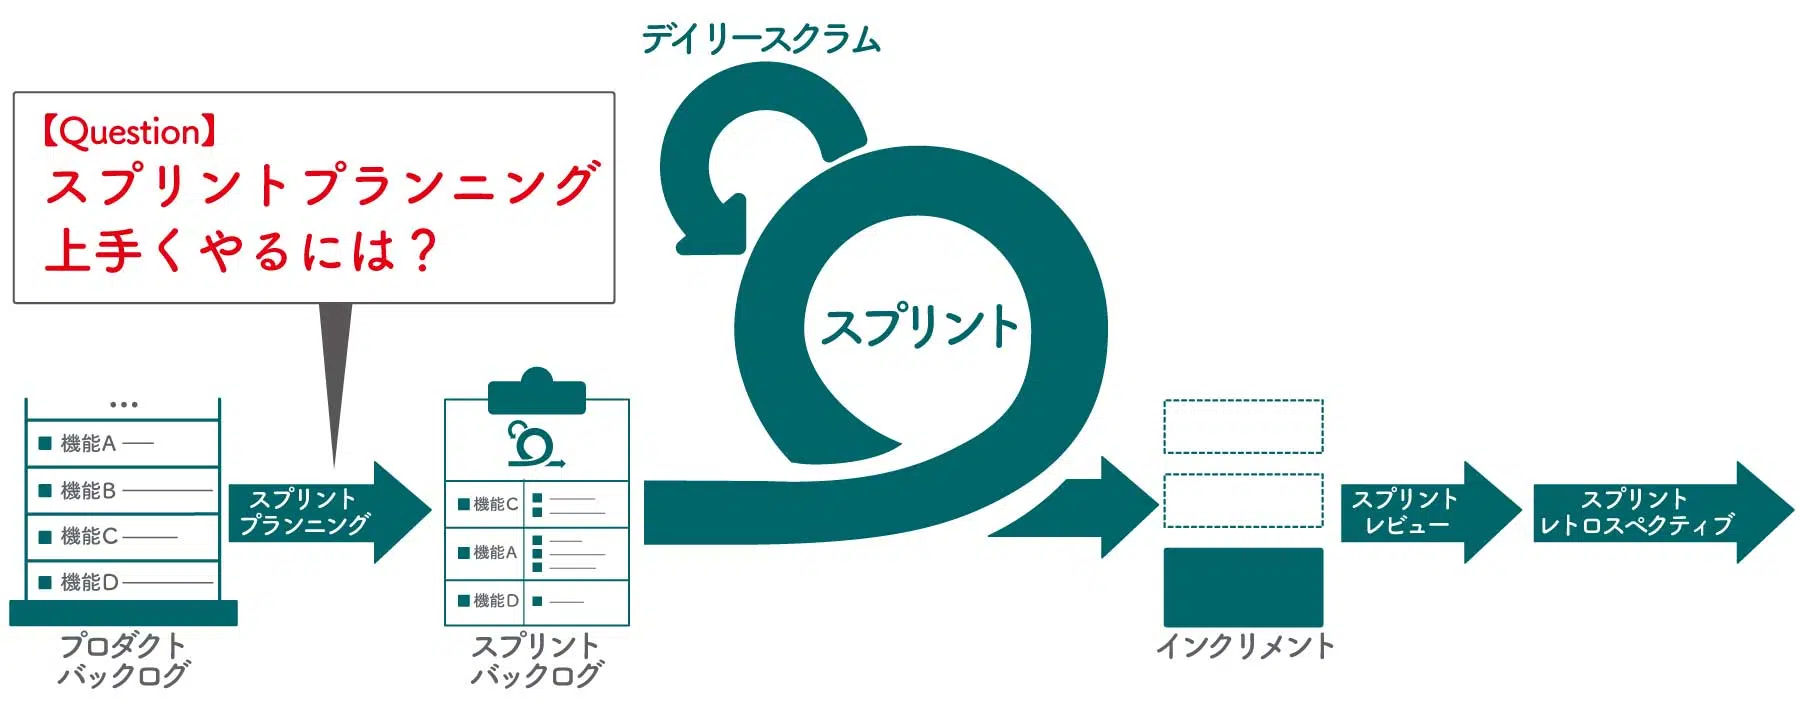 デイリースクラム
【Question】
スプリントプランニング
上手くやるには？
スプリント
…
機能A
機能B
機能C
機能D
プロダクト
バックログ
スプリント
プランニング
機能C
機能A
機能D
スプリント
バックログ
インクリメント
スプリント
レビュー
スプリント
レトロスペクティブ